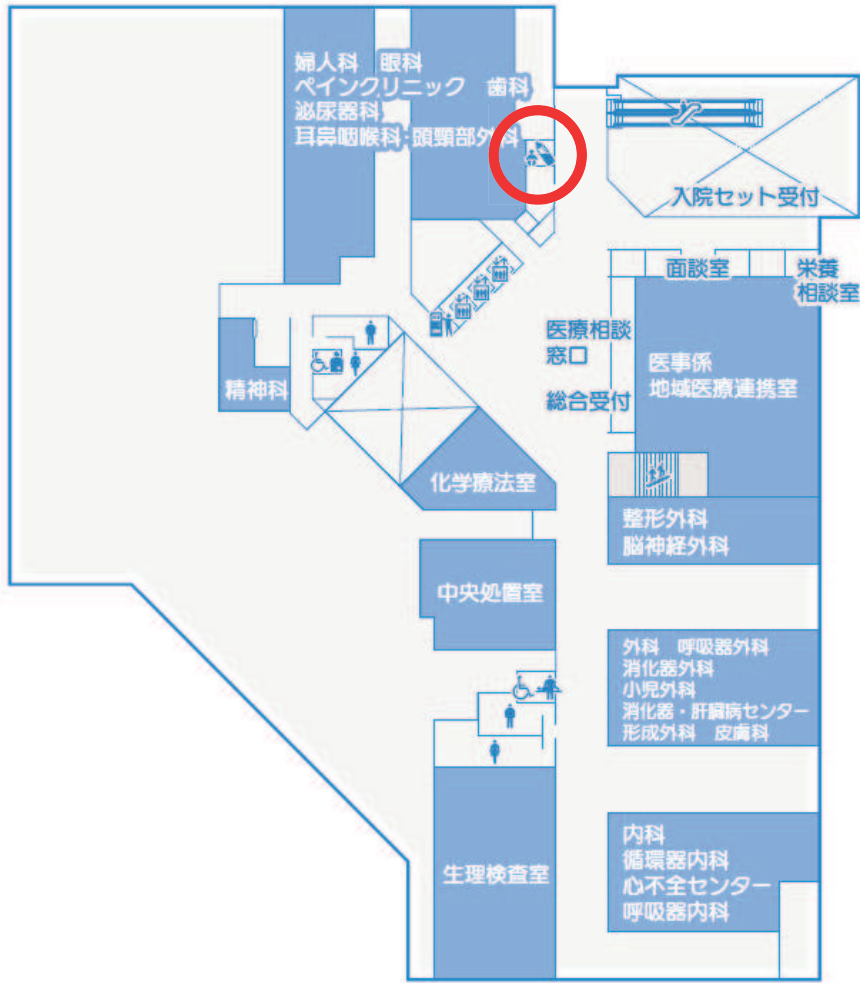 婦人科　眼科
ペインクリニック　歯科
泌尿器科
耳鼻咽喉科・頭頸部外科
入院セット受付
面談室
栄養
相談室
医療相談
窓口
医事係
地域医療連携室
総合受付
精神科
化学療法室
整形外科
脳神経外科
中央処置室
外科　呼吸器外科
消化器外科
小児外科
消化器・肝臓病センター
形成外科　皮膚科
内科
循環器内科
心不全センター
呼吸器内科
生理検査室